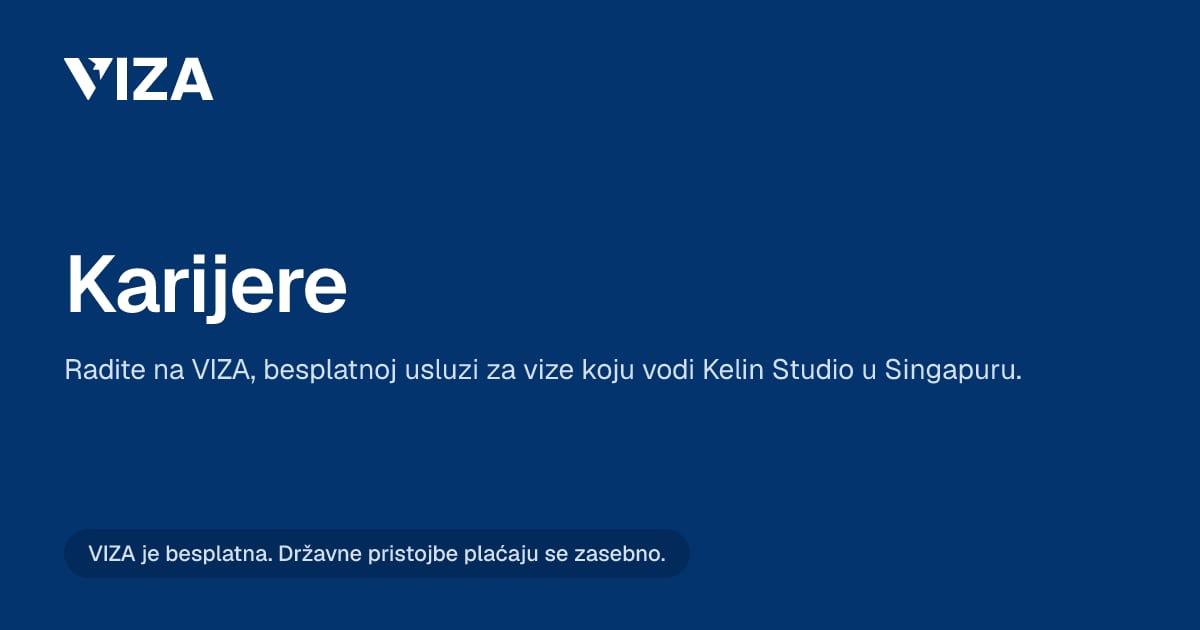 VIZA
Karijere
Radite na VIZA, besplatnoj usluzi za vize koju vodi Kelin Studio u Singapuru.
VIZA je besplatna. Državne pristojbe plaćaju se zasebno.